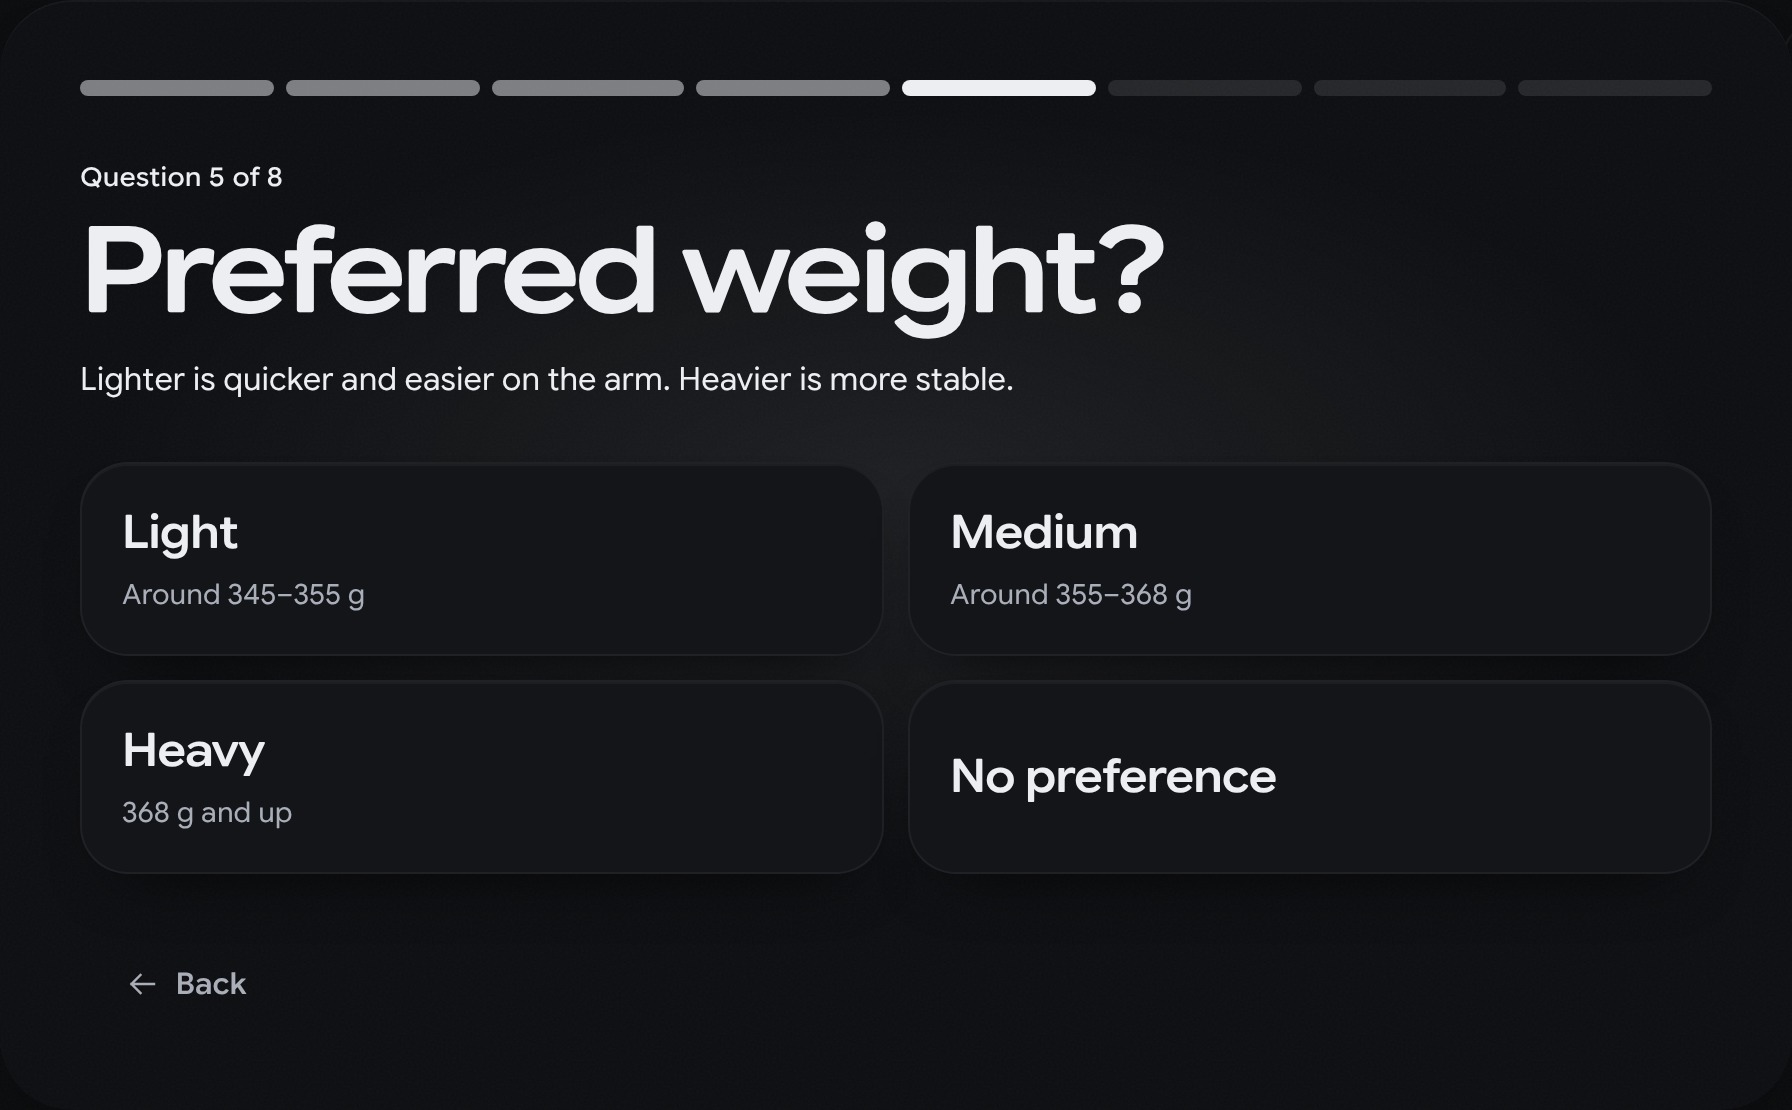 Question 5 of 8
Preferred weight?
Lighter is quicker and easier on the arm. Heavier is more stable.
Light
Around 345–355 g
Medium
Around 355–368 g
Heavy
368 g and up
No preference
← Back